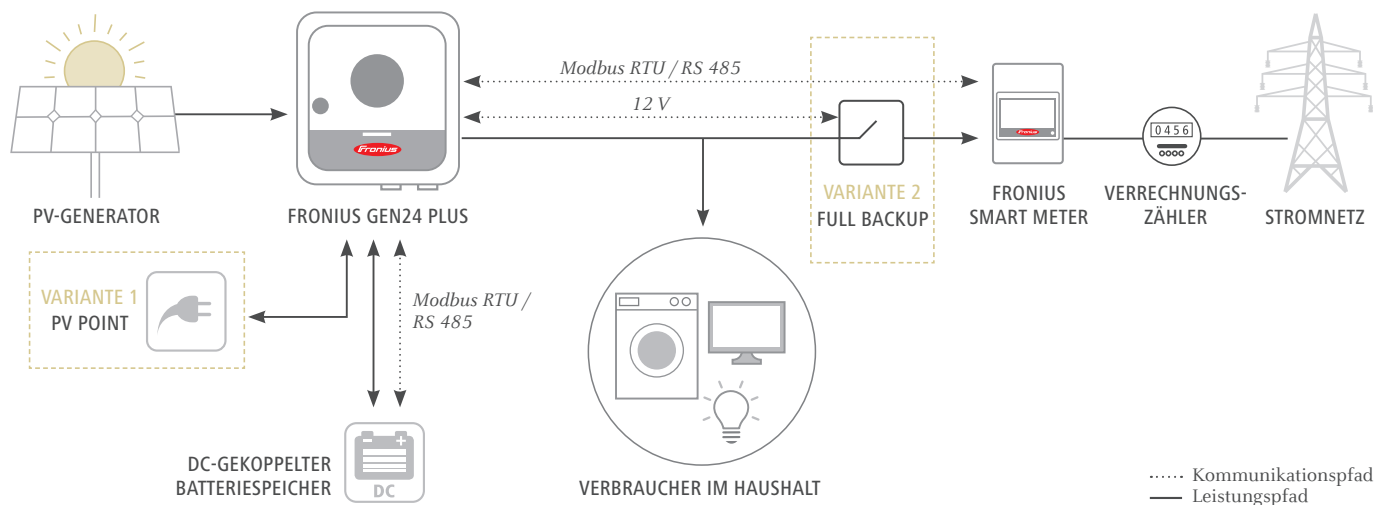 Modbus RTU / RS 485
12 V
0456
Fronius
Fronius
PV-GENERATOR
FRONIUS GEN24 PLUS
VARIANTE 2
FULL BACKUP
FRONIUS
SMART METER
VERRECHNUNGS-
ZÄHLER
STROMNETZ
VARIANTE 1
PV POINT
Modbus RTU /
RS 485
DC-GEKOPPELTER
BATTERIESPEICHER
DC
VERBRAUCHER IM HAUSHALT
Kommunikationspfad
Leistungspfad